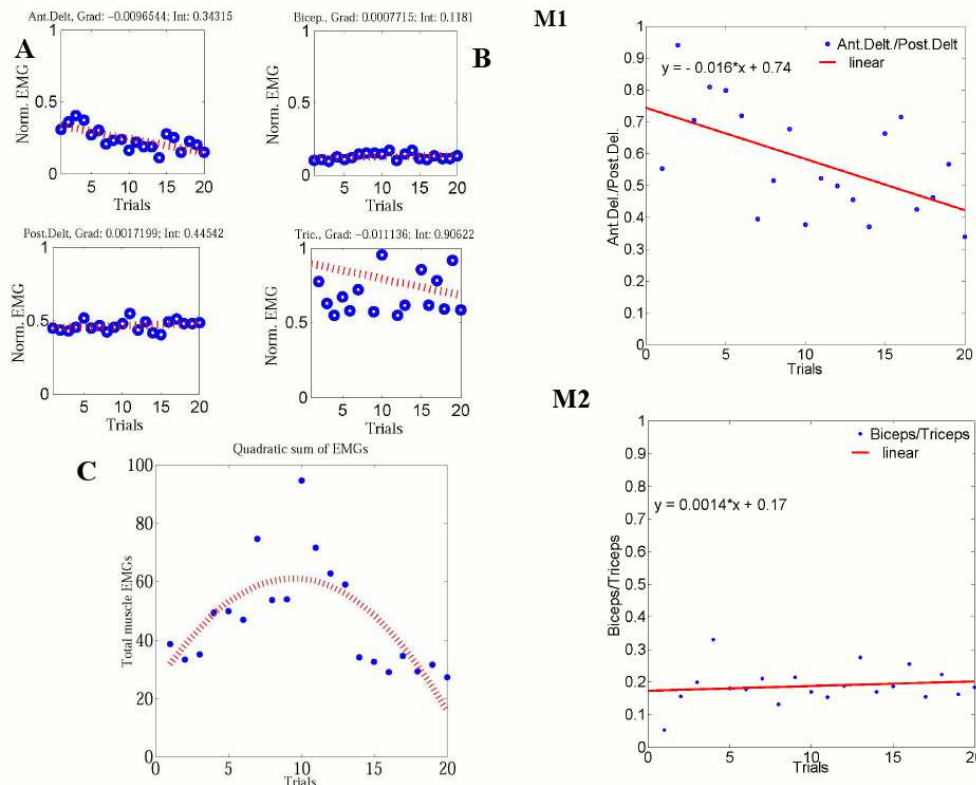 Ant.Delt, Grad: −0.0096544; Int: 0.34315
A
Norm. EMG
1
0.5
0
5 10 15 20
Trials
Bicep., Grad: 0.0007715; Int: 0.1181
B
Norm. EMG
1
0.5
0
5 10 15 20
Trials
Post.Delt, Grad: 0.0017199; Int: 0.44542
Norm. EMG
1
0.5
0
5 10 15 20
Trials
Tric., Grad: −0.011136; Int: 0.90622
Norm. EMG
1
0.5
0
5 10 15 20
Trials
C
Quadratic sum of EMGs
Total muscle EMGs
100
80
60
40
20
0
0 5 10 15 20
Trials
M1
Ant.Delt./Post.Delt
linear
y = - 0.016*x + 0.74
Ant.Del./Post.Del.
1
0.9
0.8
0.7
0.6
0.5
0.4
0.3
0.2
0.1
0
0 5 10 15 20
Trials
M2
Biceps/Triceps
linear
y = 0.0014*x + 0.17
Biceps/Triceps
1
0.9
0.8
0.7
0.6
0.5
0.4
0.3
0.2
0.1
0
0 5 10 15 20
Trials